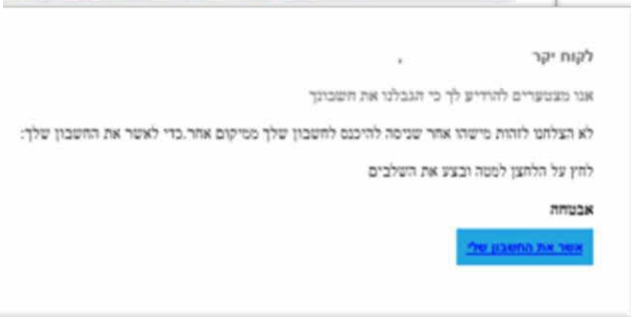 לקוח יקר ,
אנו מצטערים להודיע לך כי הגבלנו את חשבונך
לא הצלחנו לזהות מישהו אחר שניסה להיכנס לחשבון שלך ממיקום אחר.כדי לאשר את החשבון שלך:
לחץ על הלחצן למטה ובצע את השלבים
אבטחה
אשר את החשבון שלי